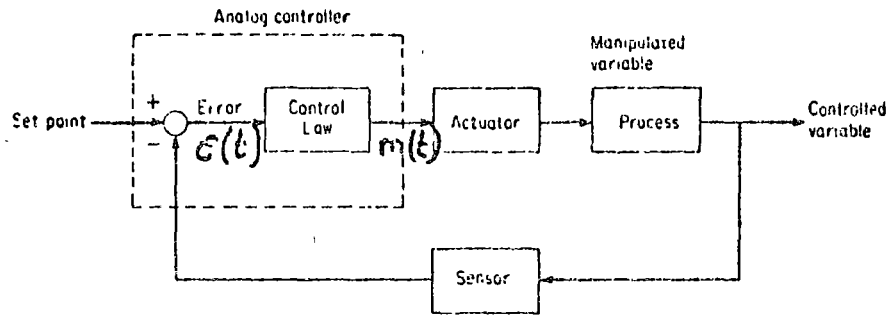 Analog controller
Manipulated
variable
Set point
+
−
Error
ε(t)
Control
Law
m(t)
Actuator
Process
Controlled
variable
Sensor